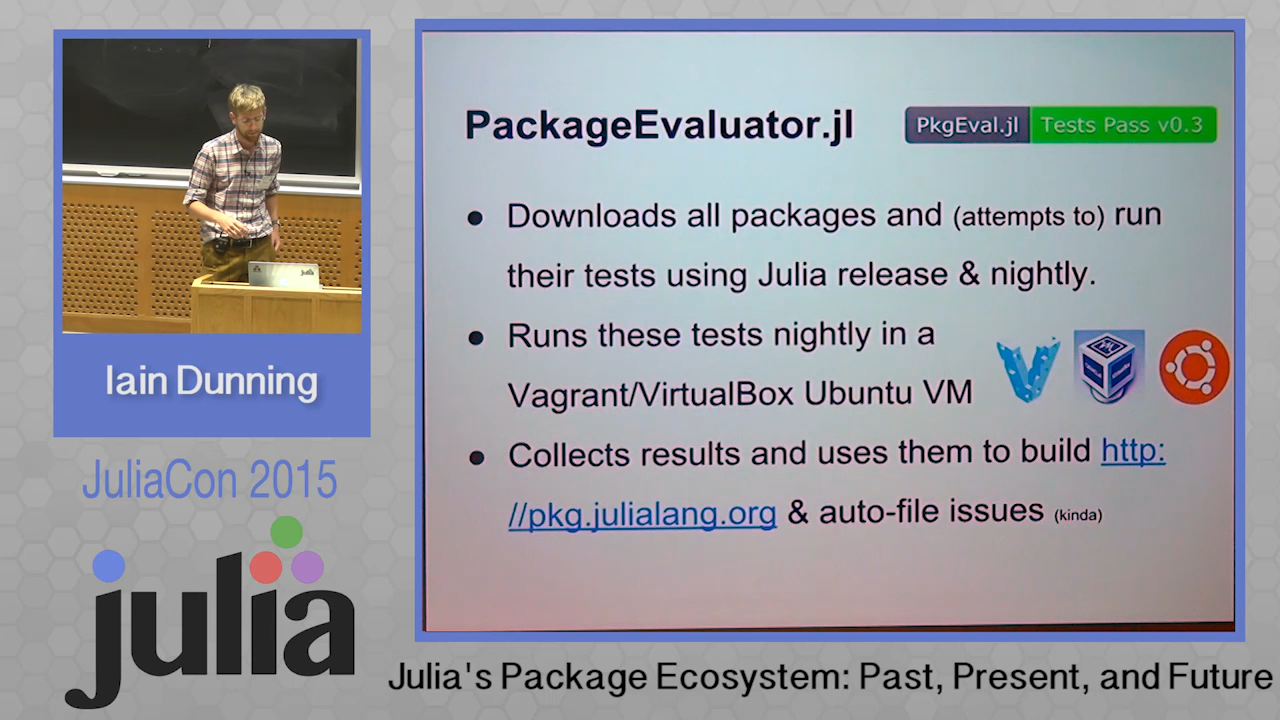 PackageEvaluator.jl
PkgEval.jl Tests Pass v0.3
● Downloads all packages and (attempts to) run
their tests using Julia release & nightly.
● Runs these tests nightly in a
Vagrant/VirtualBox Ubuntu VM
● Collects results and uses them to build http:
//pkg.julialang.org & auto-file issues (kinda)
julia
Iain Dunning
JuliaCon 2015
julia
Julia's Package Ecosystem: Past, Present, and Future